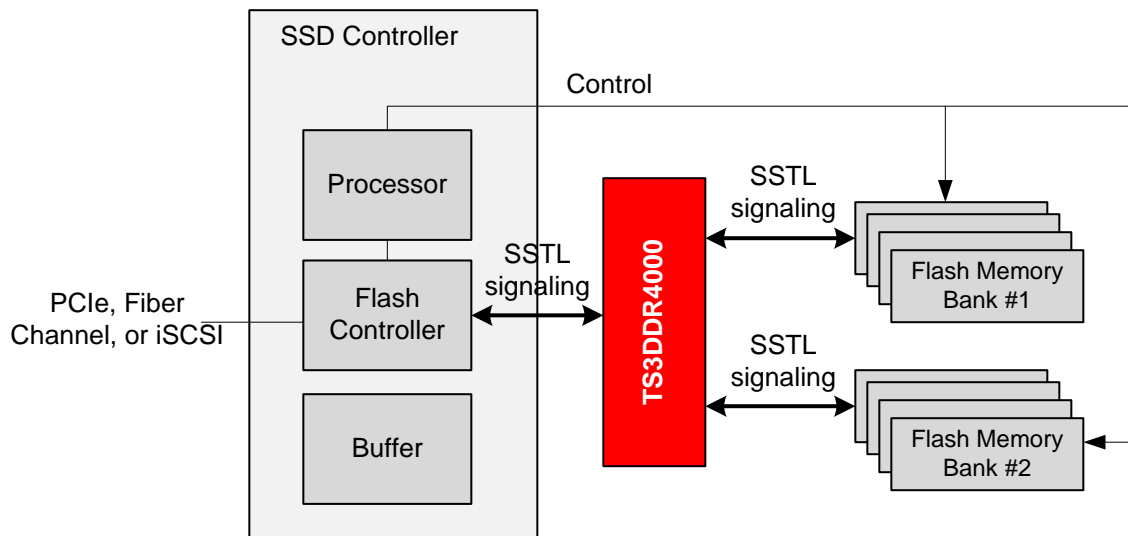 SSD Controller
Control
Processor
SSTL
signaling
SSTL
signaling
TS3DDR4000
Flash Memory
Bank #1
PCIe, Fiber
Channel, or iSCSI
Flash
Controller
SSTL
signaling
Buffer
Flash Memory
Bank #2